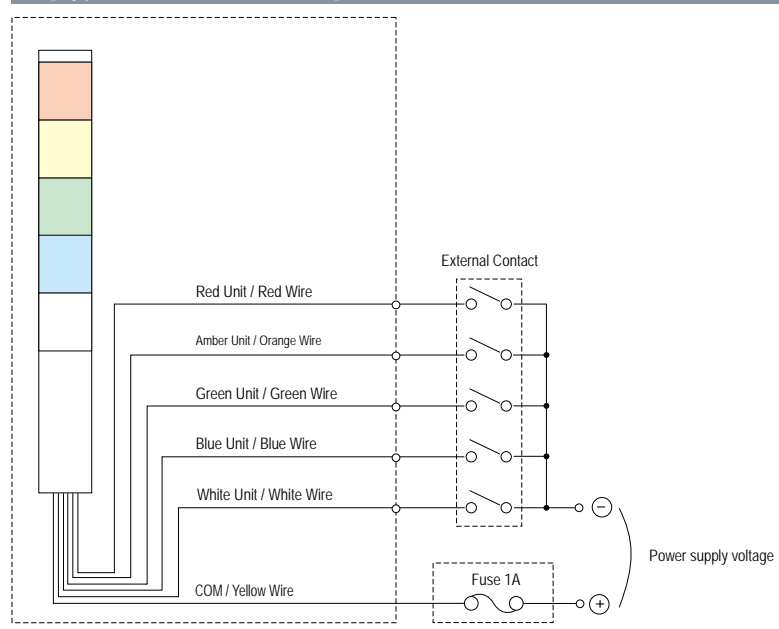 External Contact
Red Unit / Red Wire
Amber Unit / Orange Wire
Green Unit / Green Wire
Blue Unit / Blue Wire
White Unit / White Wire
−
Power supply voltage
Fuse 1A
COM / Yellow Wire
+